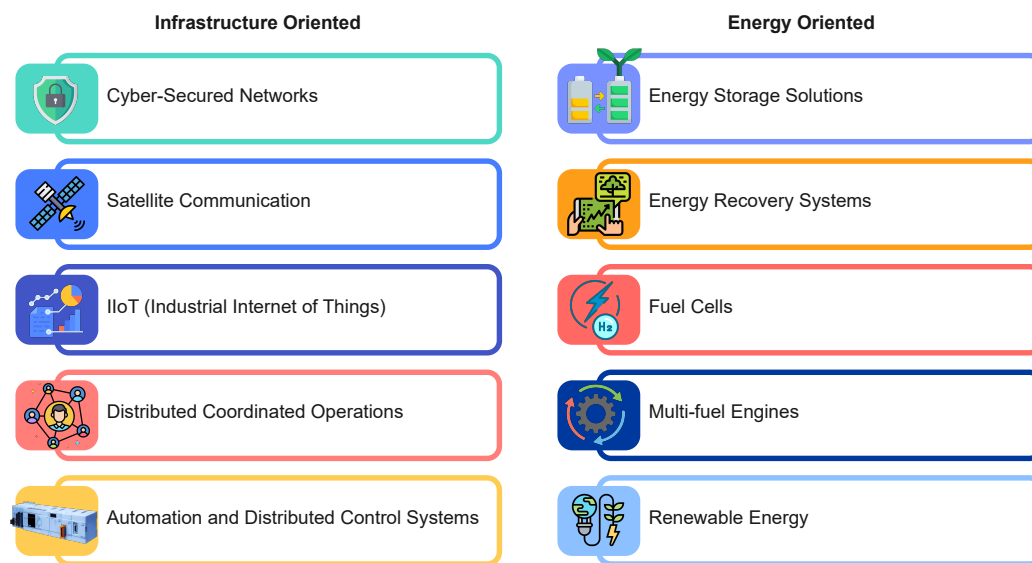 Infrastructure Oriented
Cyber-Secured Networks
Satellite Communication
IIoT (Industrial Internet of Things)
Distributed Coordinated Operations
Automation and Distributed Control Systems
Energy Oriented
Energy Storage Solutions
Energy Recovery Systems
Fuel Cells
H₂
Multi-fuel Engines
Renewable Energy